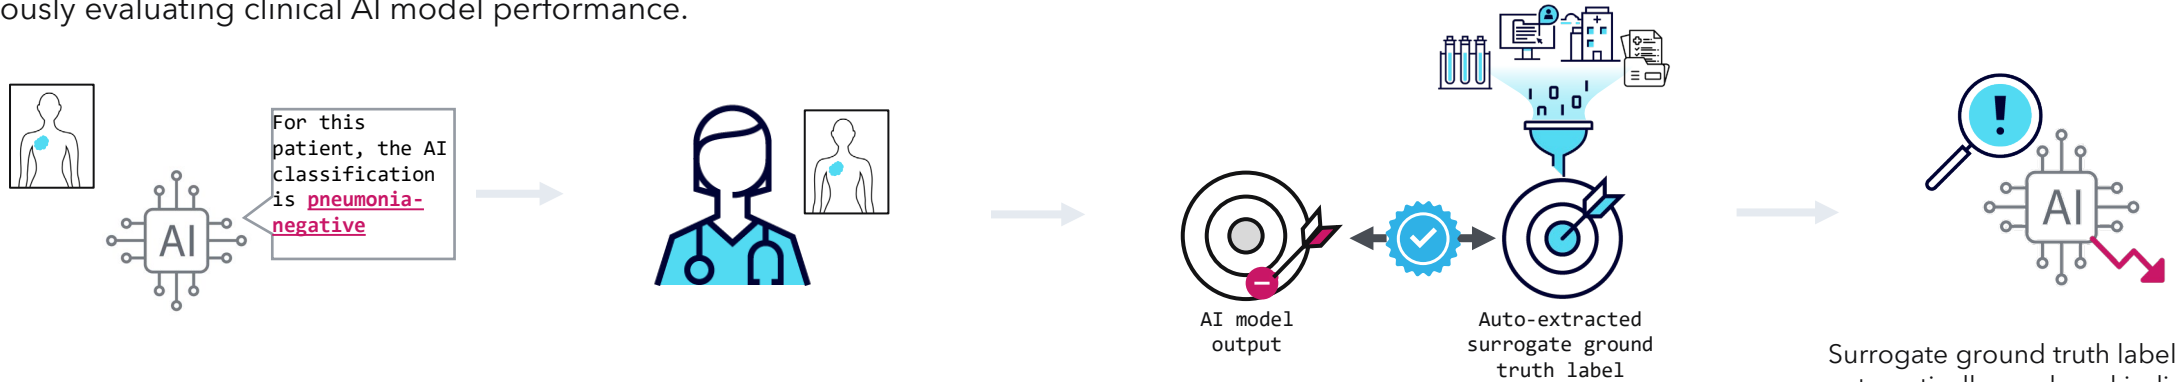 ously evaluating clinical AI model performance.
For this
patient, the AI
classification
is pneumonia-
negative
AI
AI model
output
Auto-extracted
surrogate ground
truth label
AI
Surrogate ground truth label